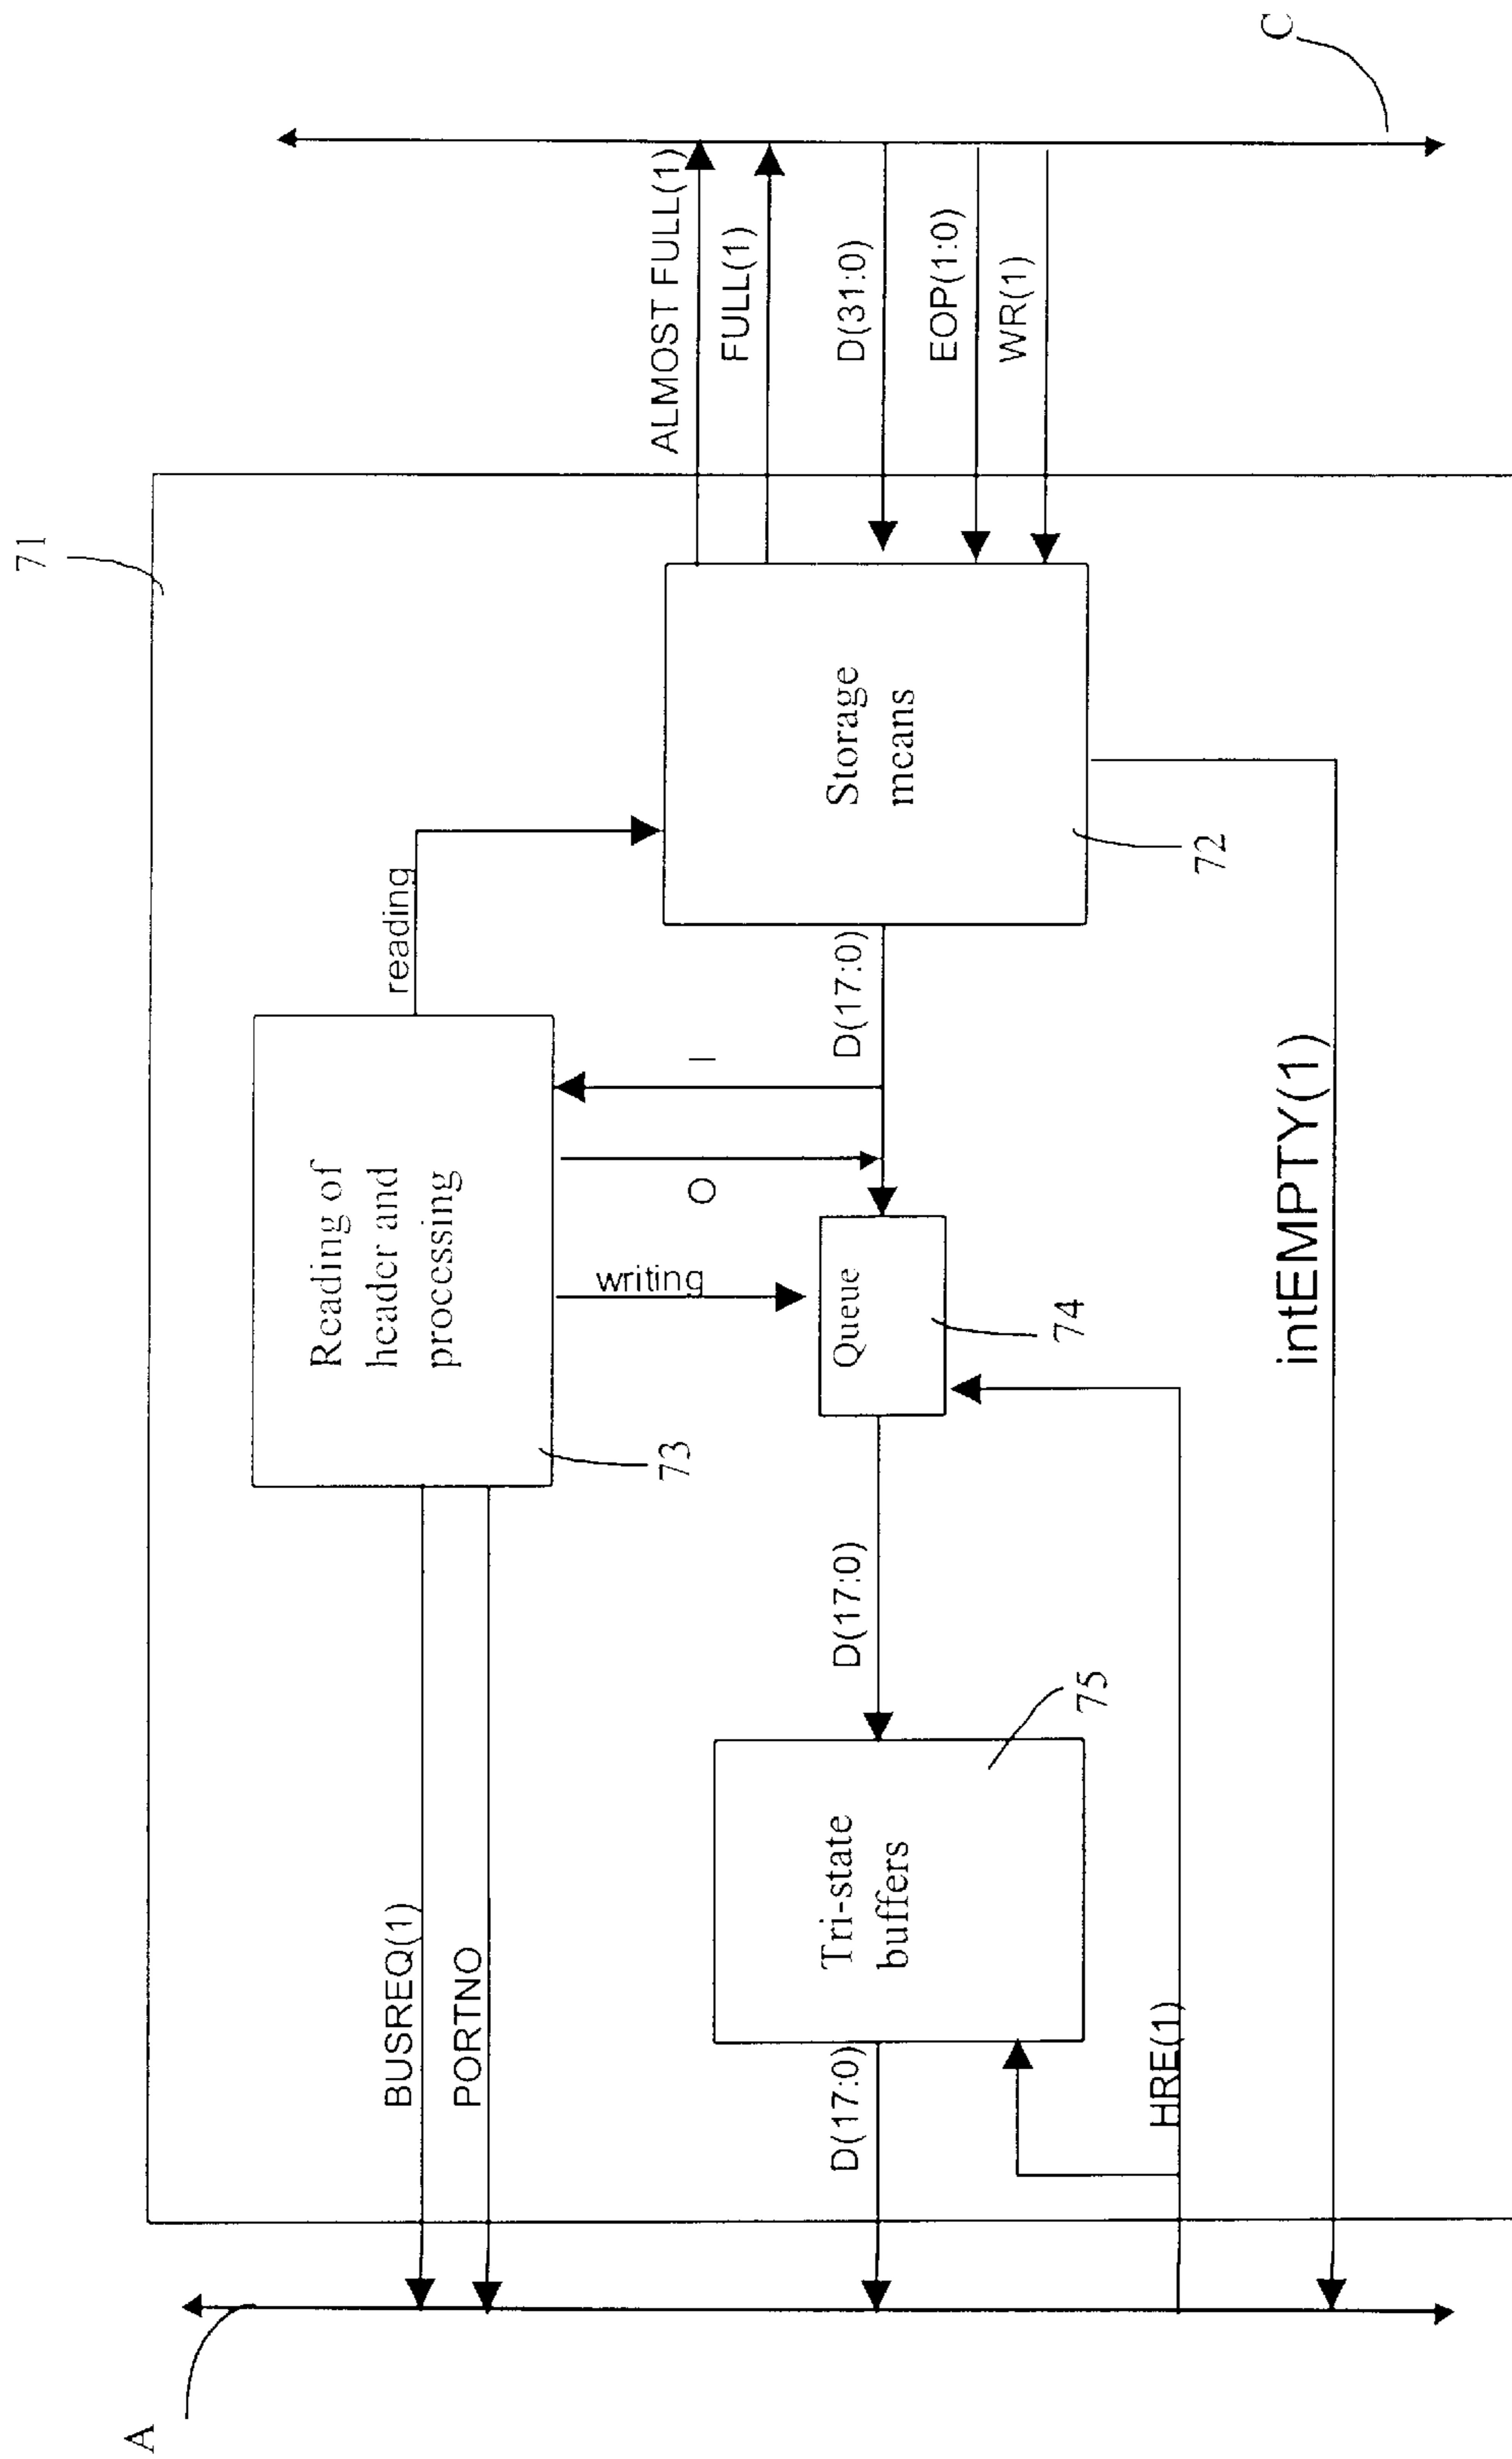 71
A
C
BUSREQ(1)
PORTNO
Reading of
header and
processing
73
reading
writing
O
I
ALMOST FULL(1)
FULL(1)
D(31:0)
EOP(1:0)
WR(1)
D(17:0)
Tri-state
buffers
75
D(17:0)
Queue
74
D(17:0)
Storage
means
72
HRE(1)
intEMPTY(1)